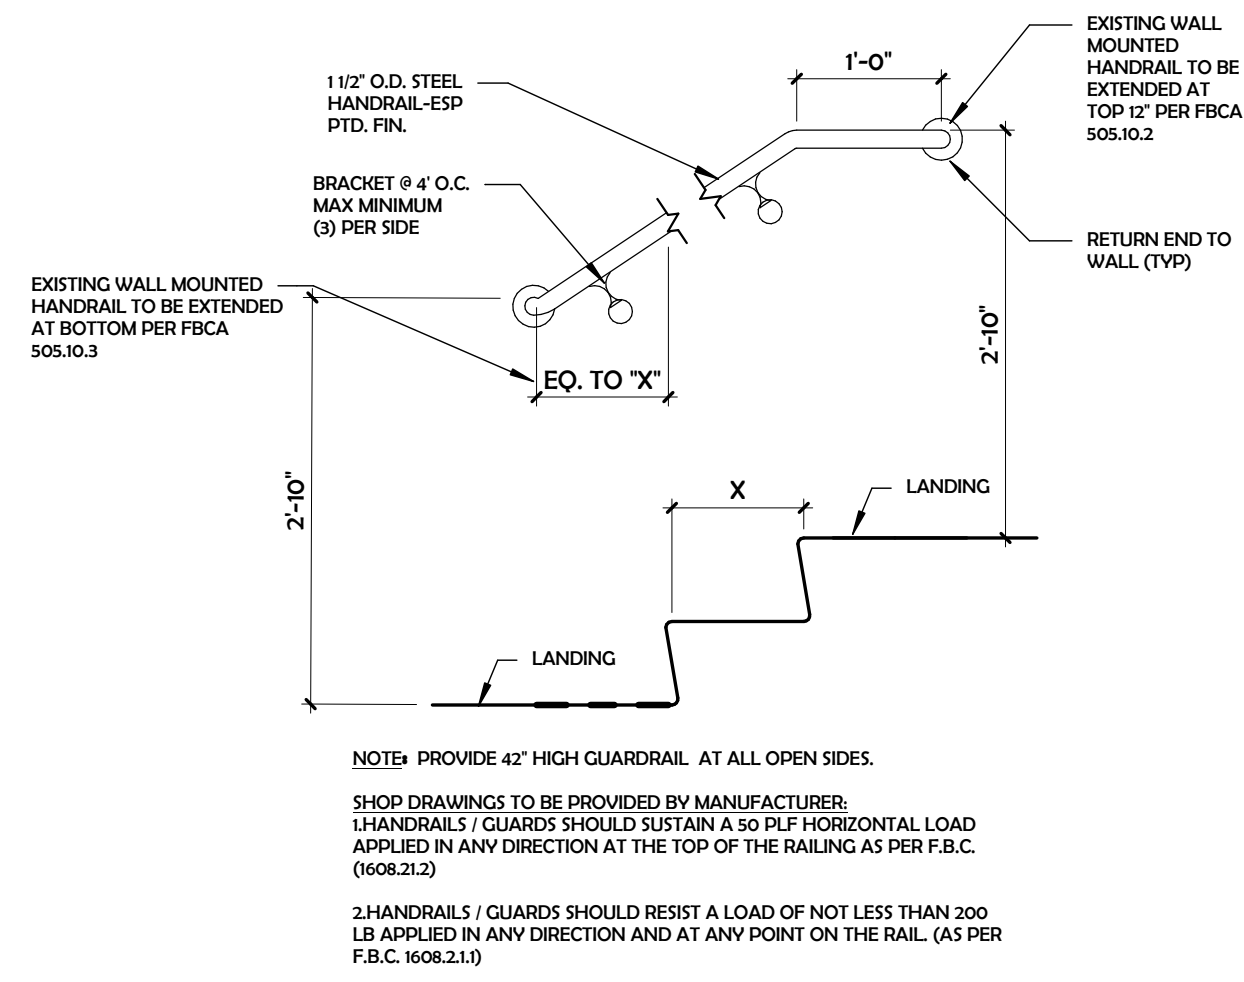 EXISTING WALL
MOUNTED
HANDRAIL TO BE
EXTENDED AT
TOP 12" PER FBCA
505.10.2
1'-0"
1 1/2" O.D. STEEL
HANDRAIL-ESP
PTD. FIN.
BRACKET @ 4' O.C.
MAX MINIMUM
(3) PER SIDE
RETURN END TO
WALL (TYP)
EXISTING WALL MOUNTED
HANDRAIL TO BE EXTENDED
AT BOTTOM PER FBCA
505.10.3
2'-10"
EQ. TO "X"
2'-10"
X
LANDING
LANDING
NOTE: PROVIDE 42" HIGH GUARDRAIL AT ALL OPEN SIDES.
SHOP DRAWINGS TO BE PROVIDED BY MANUFACTURER:
1.HANDRAILS / GUARDS SHOULD SUSTAIN A 50 PLF HORIZONTAL LOAD
APPLIED IN ANY DIRECTION AT THE TOP OF THE RAILING AS PER F.B.C.
(1608.21.2)
2.HANDRAILS / GUARDS SHOULD RESIST A LOAD OF NOT LESS THAN 200
LB APPLIED IN ANY DIRECTION AND AT ANY POINT ON THE RAIL. (AS PER
F.B.C. 1608.2.1.1)